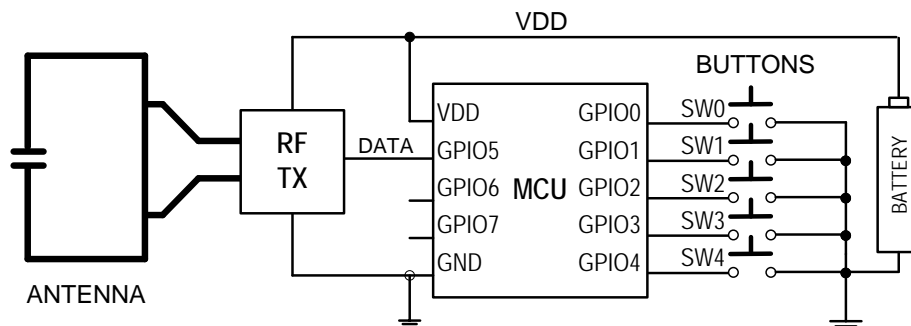 VDD
BUTTONS
ANTENNA
RF
TX
DATA
VDD
GPIO5
GPIO6
GPIO7
GND
MCU
GPIO0
GPIO1
GPIO2
GPIO3
GPIO4
SW0
SW1
SW2
SW3
SW4
BATTERY